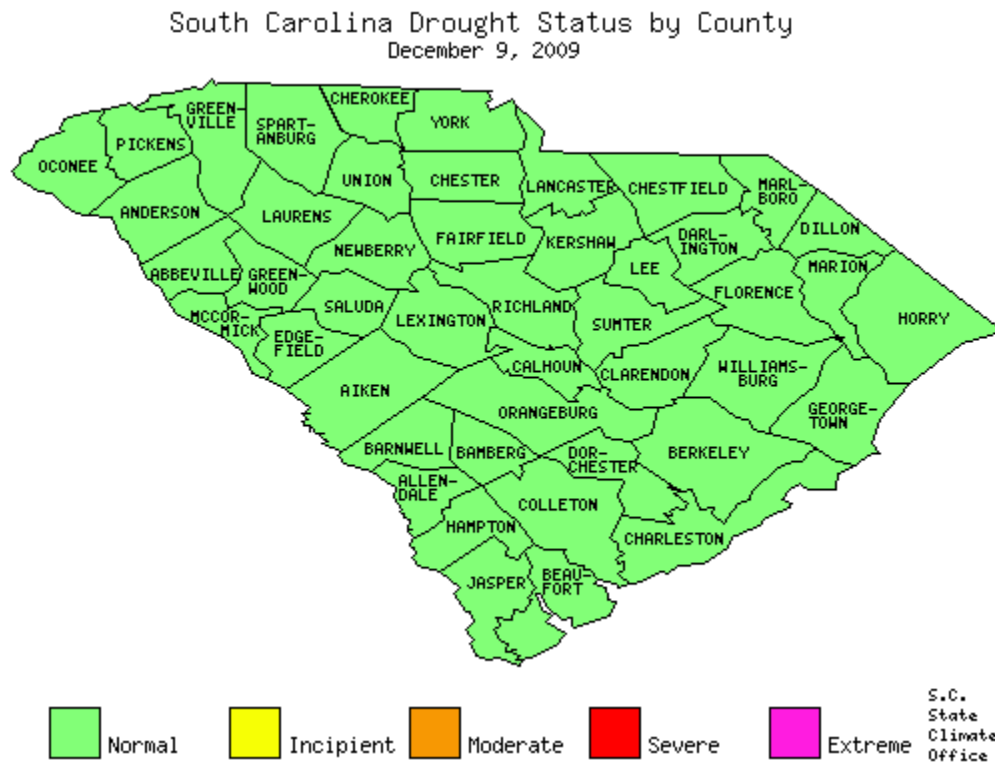 South Carolina Drought Status by County
December 9, 2009
CHEROKEE
YORK
GREEN-
VILLE
SPART-
ANBURG
PICKENS
OCONEE
UNION
CHESTER
LANCASTER
CHESTFIELD
MARL-
BORO
ANDERSON
LAURENS
DILLON
NEWBERRY
FAIRFIELD
KERSHAW
DARL-
INGTON
ABBEVILLE
GREEN-
WOOD
LEE
MARION
SALUDA
RICHLAND
FLORENCE
MCCOR-
MICK
EDGE-
FIELD
LEXINGTON
SUMTER
HORRY
AIKEN
CALHOUN
CLARENDON
WILLIAMS-
BURG
ORANGEBURG
GEORGE-
TOWN
BARNWELL
BAMBERG
DOR-
CHESTER
BERKELEY
ALLEN-
DALE
COLLETON
HAMPTON
CHARLESTON
JASPER
BEAU-
FORT
Normal
Incipient
Moderate
Severe
Extreme
S.C.
State
Climate
Office